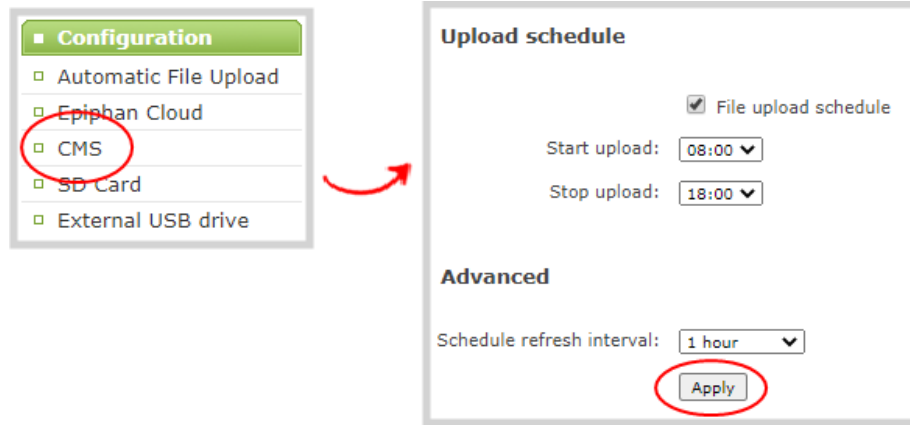 Configuration
Automatic File Upload
Epiphan Cloud
CMS
SD Card
External USB drive
Upload schedule
File upload schedule
Start upload: 08:00
Stop upload: 18:00
Advanced
Schedule refresh interval: 1 hour
Apply